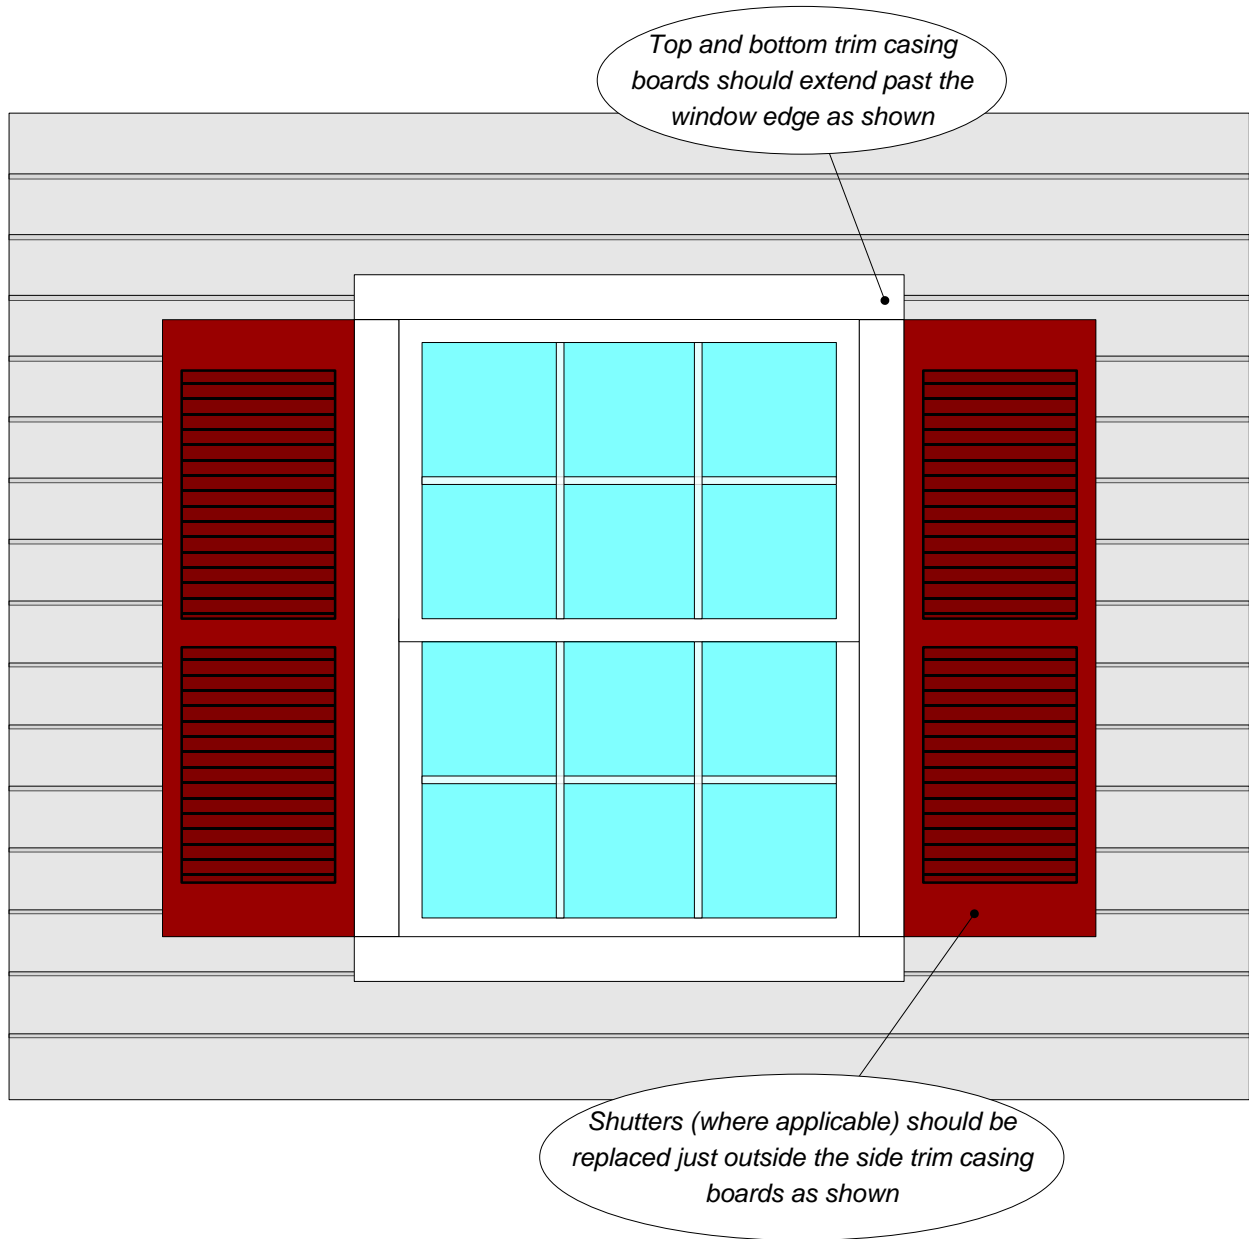 Top and bottom trim casing
boards should extend past the
window edge as shown
Shutters (where applicable) should be
replaced just outside the side trim casing
boards as shown